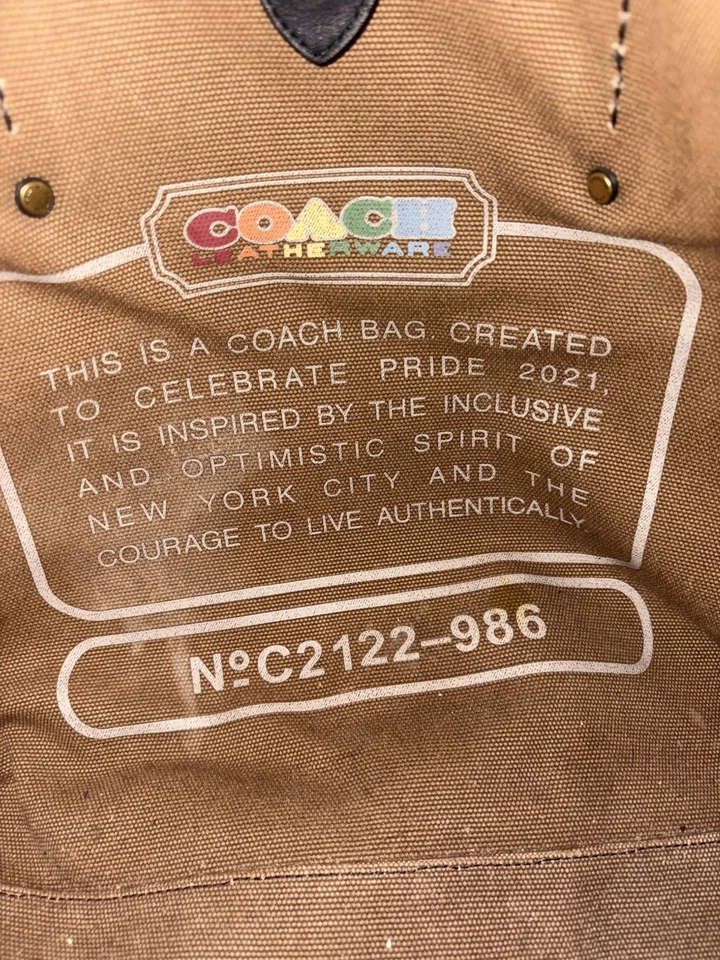 COACH
LEATHERWARE
THIS IS A COACH BAG CREATED
TO CELEBRATE PRIDE 2021,
IT IS INSPIRED BY THE INCLUSIVE
AND OPTIMISTIC SPIRIT OF
NEW YORK CITY AND THE
COURAGE TO LIVE AUTHENTICALLY
NºC2122-986